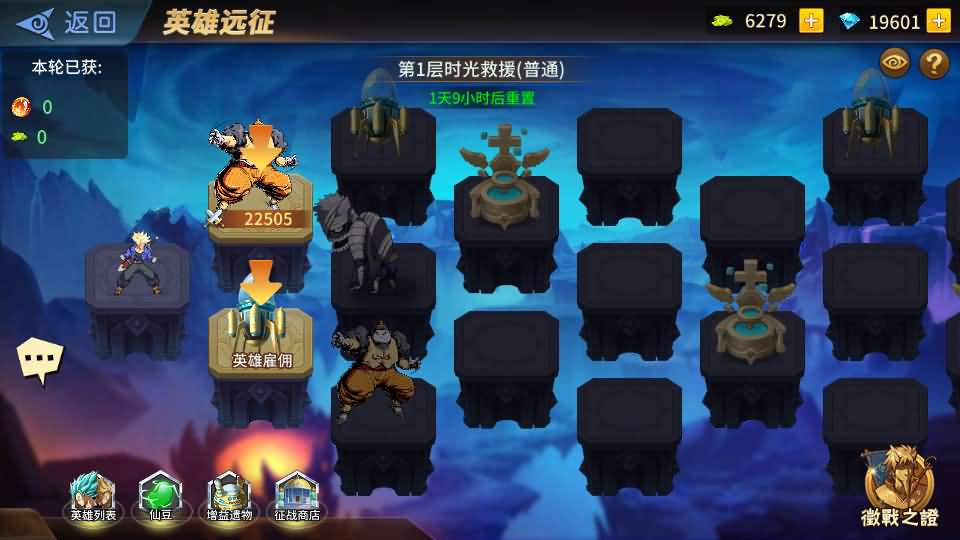 返回
英雄远征
6279
19601
本轮已获:
0
0
第1层时光救援(普通)
1天9小时后重置
22505
英雄雇佣
英雄列表
仙豆
增益遗物
征战商店
徵戰之證